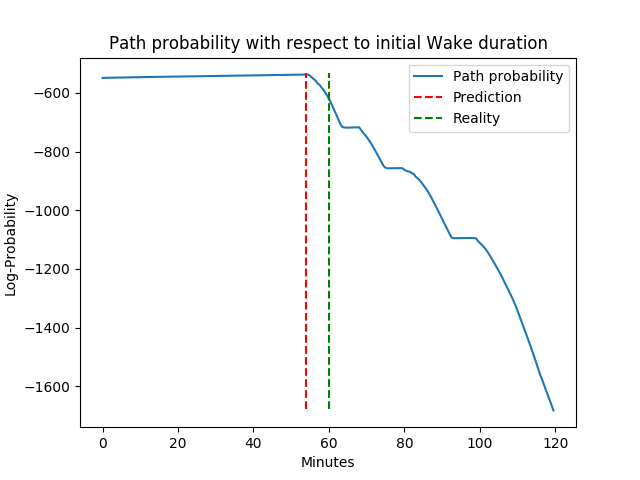 Path probability with respect to initial Wake duration
Path probability
Prediction
Reality
Log-Probability
−600
−800
−1000
−1200
−1400
−1600
0 20 40 60 80 100 120
Minutes